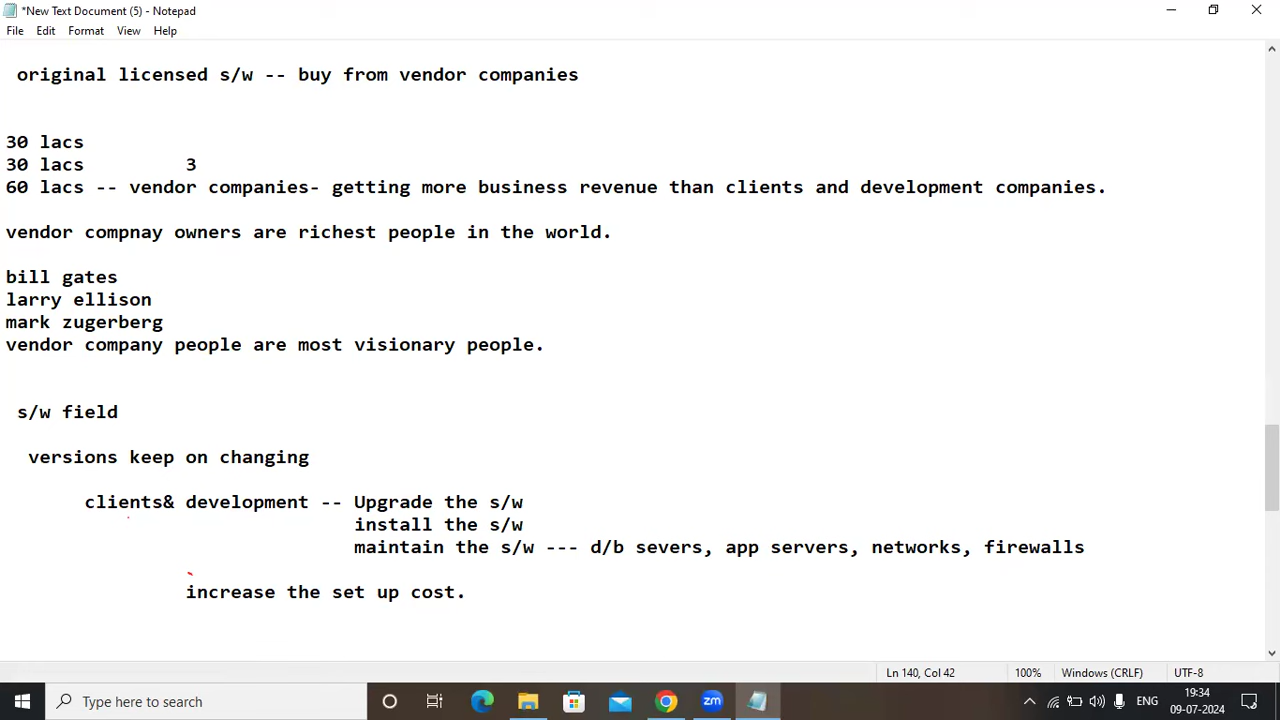 *New Text Document (5) - Notepad
File Edit Format View Help
original licensed s/w -- buy from vendor companies
30 lacs
30 lacs 3
60 lacs -- vendor companies- getting more business revenue than clients and development companies.
vendor compnay owners are richest people in the world.
bill gates
larry ellison
mark zugerberg
vendor company people are most visionary people.
s/w field
versions keep on changing
clients& development -- Upgrade the s/w
install the s/w
maintain the s/w --- d/b severs, app servers, networks, firewalls
increase the set up cost.
Ln 140, Col 42 100% Windows (CRLF) UTF-8
Type here to search
zm
ENG
19:34
09-07-2024